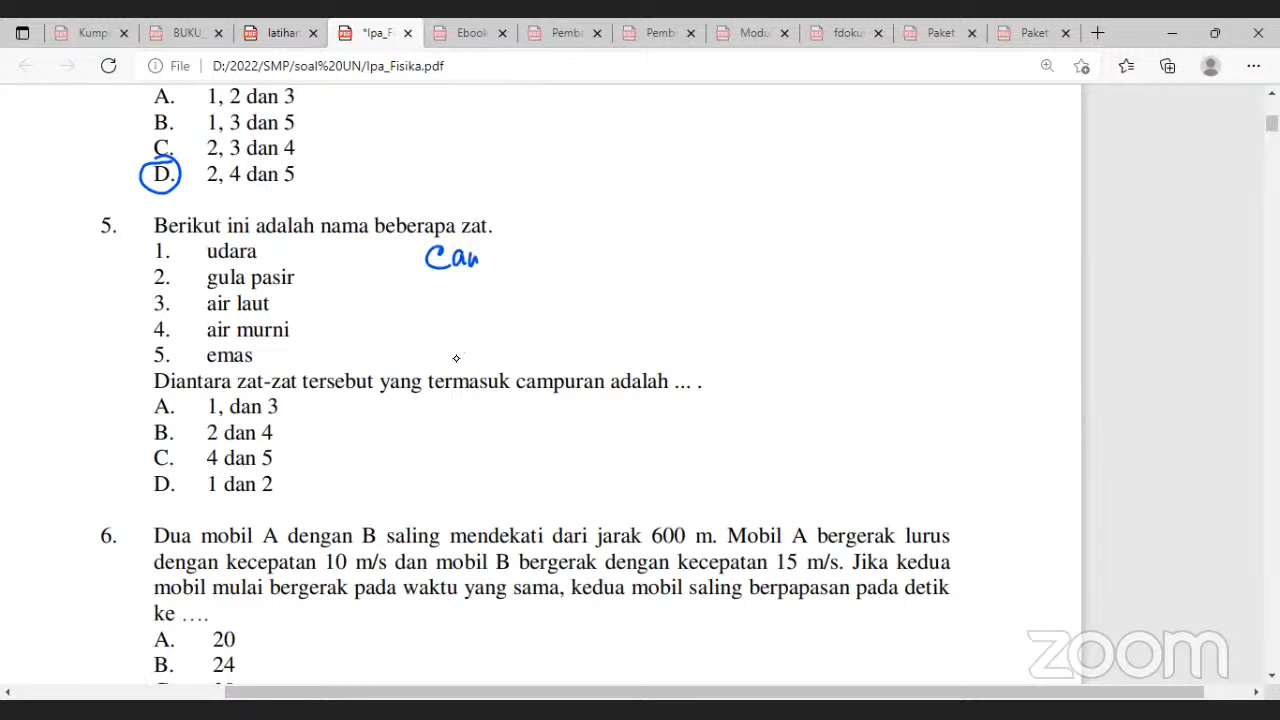 Kump
BUKU_
latihar
*Ipa_F
Ebook
Pemba
Pemb
Modu
fdoku
Paket
Paket
File | D:/2022/SMP/soal%20UN/Ipa_Fisika.pdf
A. 1, 2 dan 3
B. 1, 3 dan 5
C. 2, 3 dan 4
D. 2, 4 dan 5
5. Berikut ini adalah nama beberapa zat.
1. udara
Cam
2. gula pasir
3. air laut
4. air murni
5. emas
Diantara zat-zat tersebut yang termasuk campuran adalah ... .
A. 1, dan 3
B. 2 dan 4
C. 4 dan 5
D. 1 dan 2
6. Dua mobil A dengan B saling mendekati dari jarak 600 m. Mobil A bergerak lurus
dengan kecepatan 10 m/s dan mobil B bergerak dengan kecepatan 15 m/s. Jika kedua
mobil mulai bergerak pada waktu yang sama, kedua mobil saling berpapasan pada detik
ke ….
A. 20
B. 24
zoom